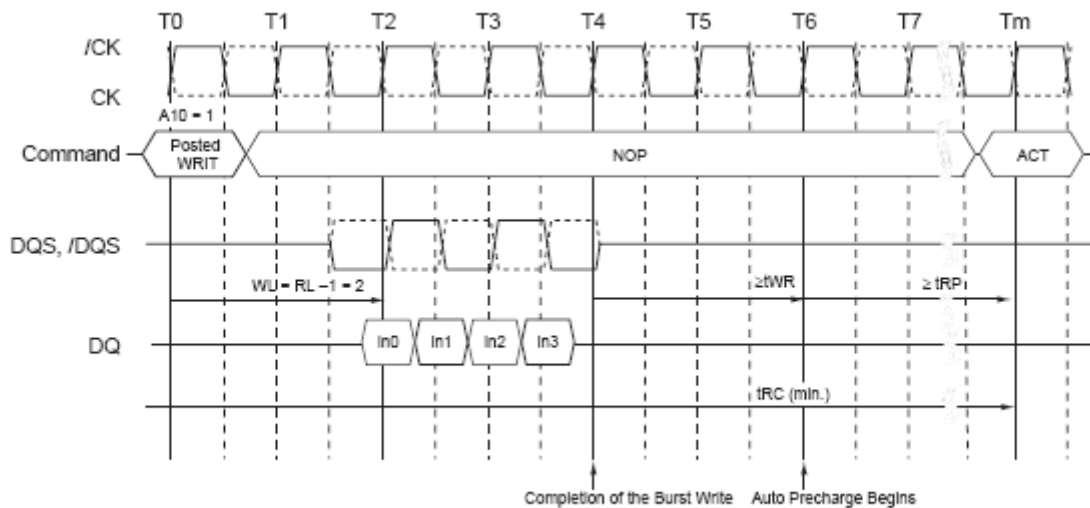 T0 T1 T2 T3 T4 T5 T6 T7 Tm
/CK
CK
A10 = 1
Command
Posted
WRIT
NOP
ACT
DQS, /DQS
WL = RL –1 = 2
≥tWR
≥ tRP
DQ
In0 In1 In2 In3
tRC (min.)
Completion of the Burst Write Auto Precharge Begins